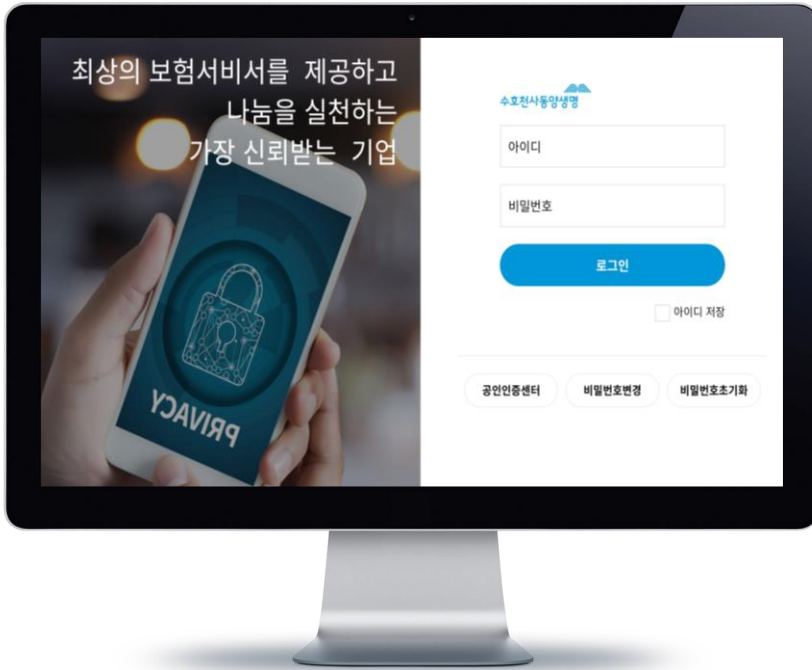 최상의 보험서비서를 제공하고
나눔을 실천하는
가장 신뢰받는 기업
PRIVACY
수호천사동양생명
아이디
비밀번호
로그인
아이디 저장
공인인증센터
비밀번호변경
비밀번호초기화